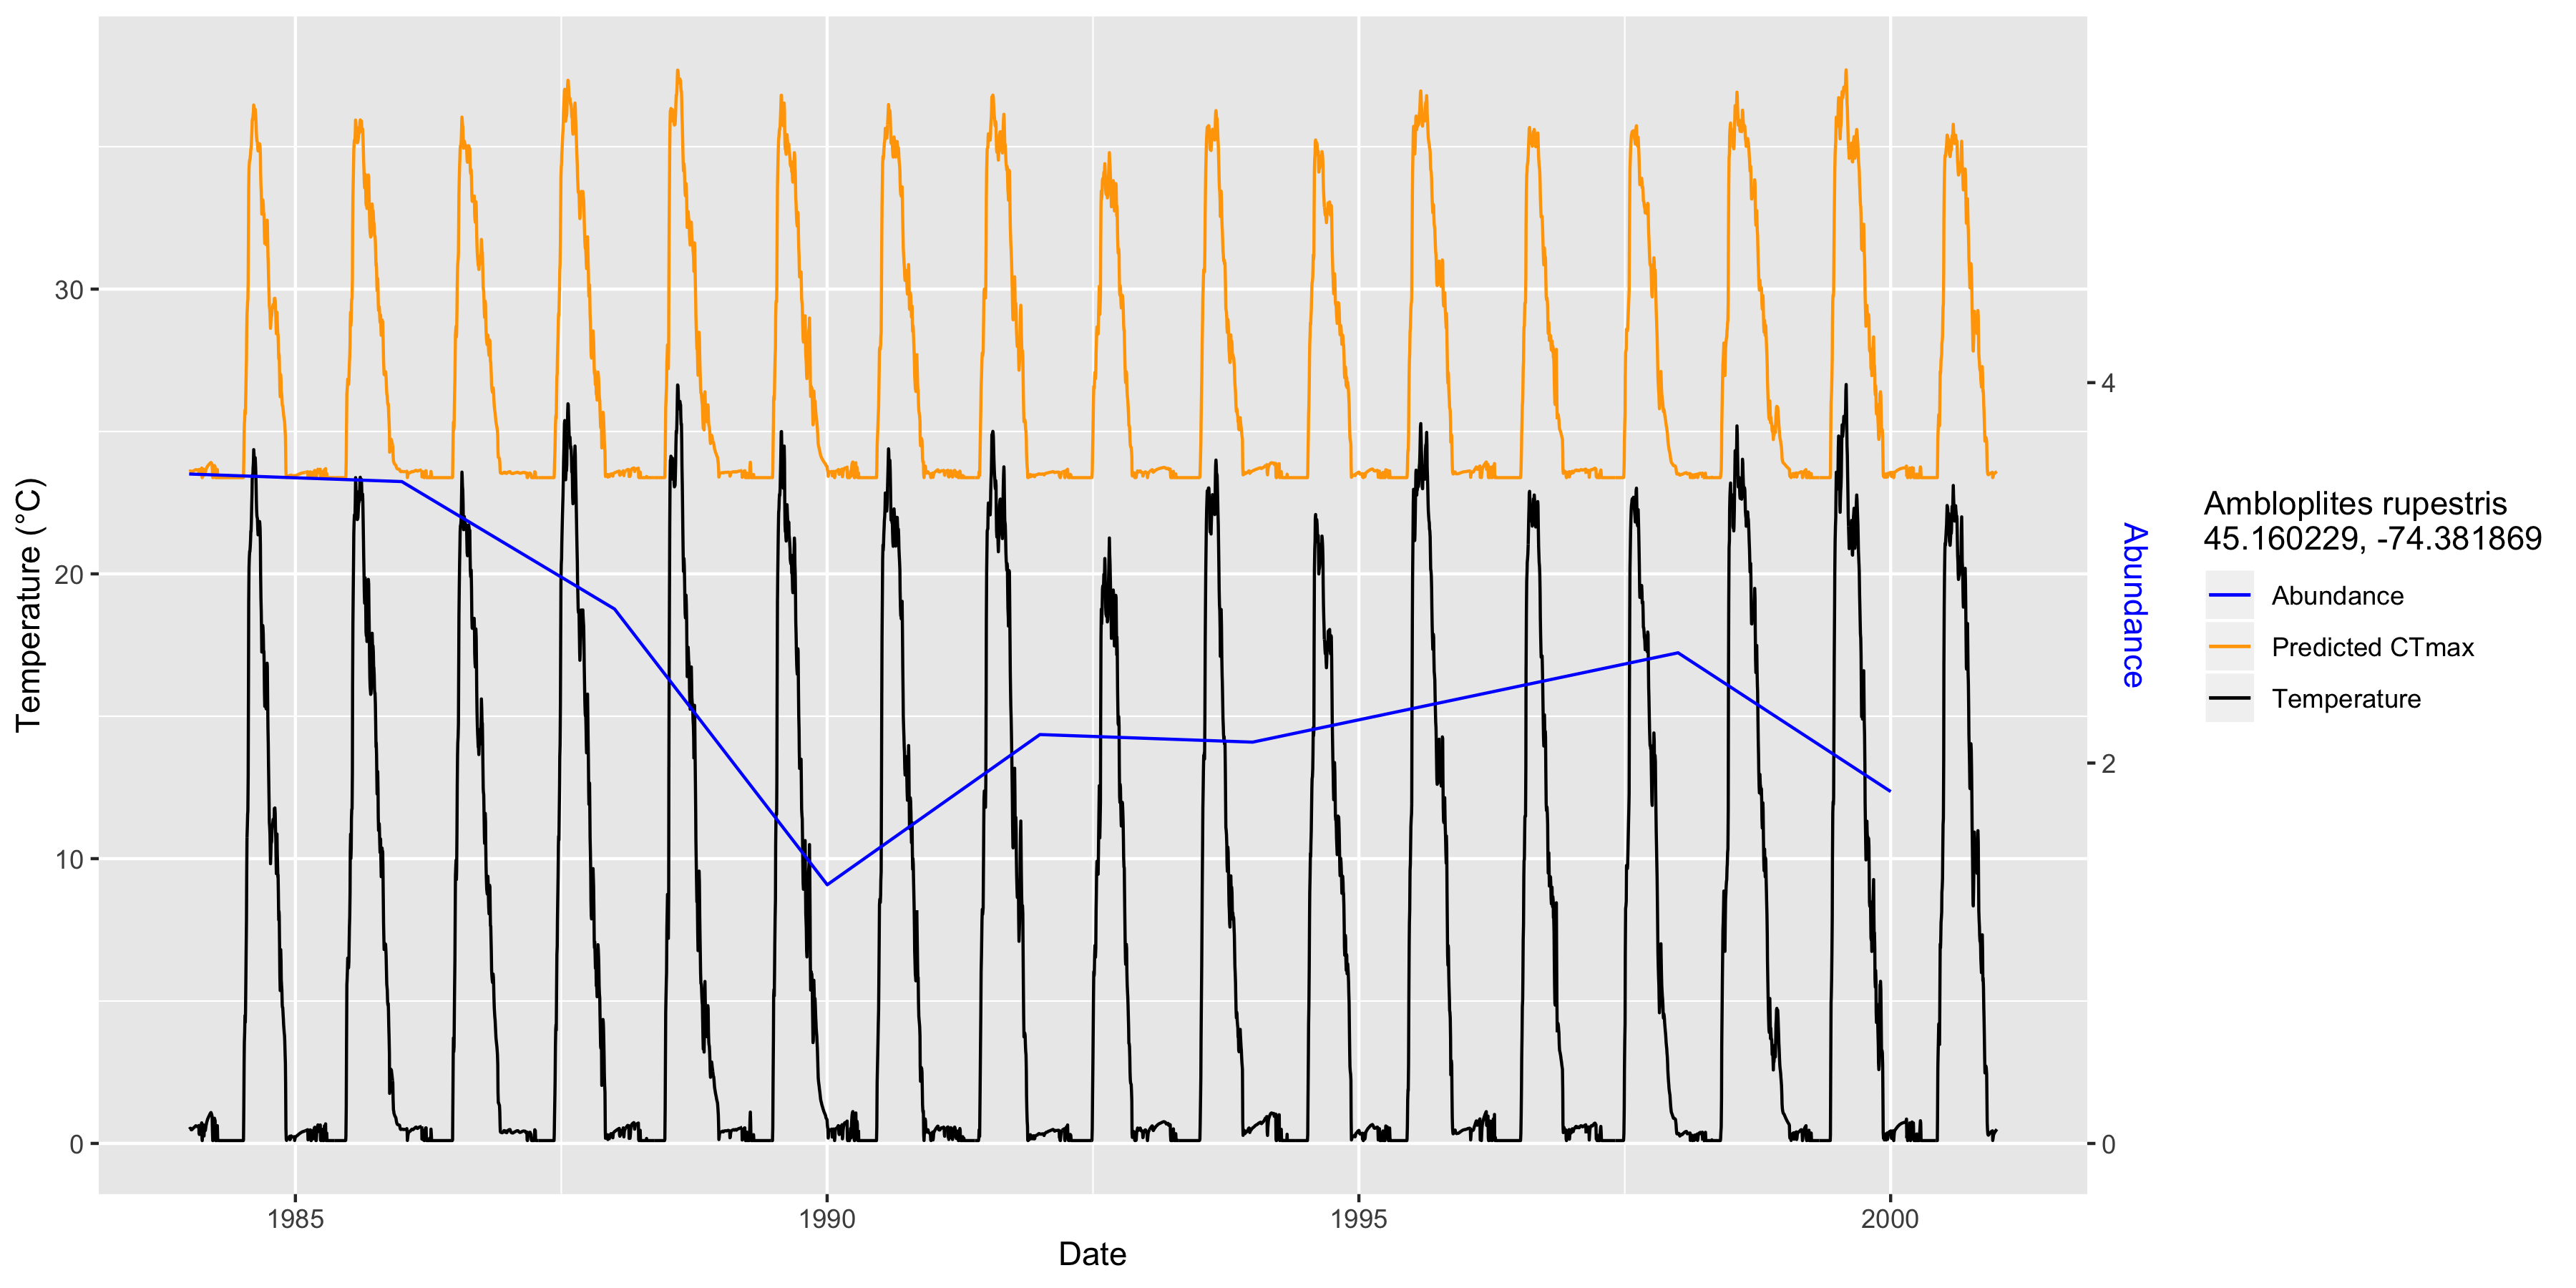 Temperature (°C)
30
20
10
0
1985
1990
1995
2000
Date
4
2
0
Abundance
Ambloplites rupestris
45.160229, -74.381869
Abundance
Predicted CTmax
Temperature